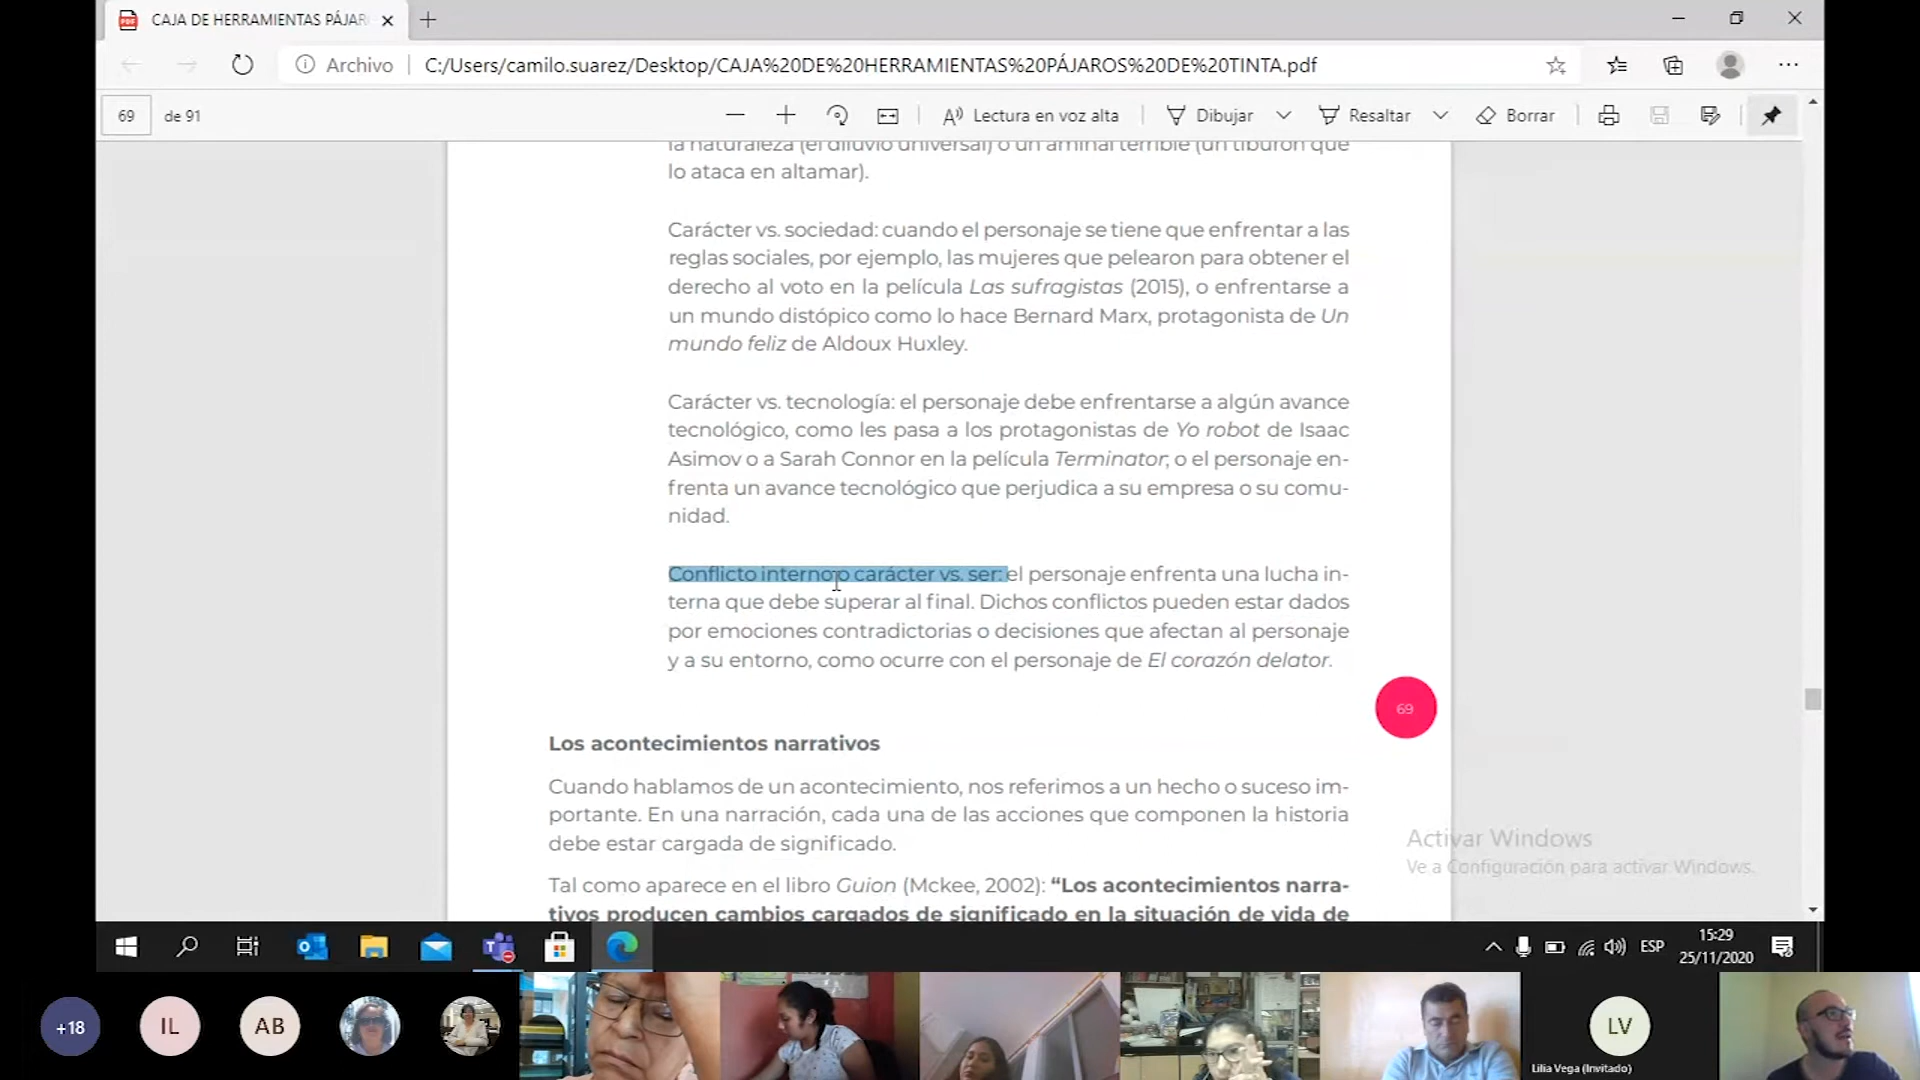 CAJA DE HERRAMIENTAS PÁJAR
Archivo
C:/Users/camilo.suarez/Desktop/CAJA%20DE%20HERRAMIENTAS%20PÁJAROS%20DE%20TINTA.pdf
69 de 91
Lectura en voz alta
Dibujar
Resaltar
Borrar
la naturaleza (el diluvio universal) o un aminal terrible (un tiburón que
lo ataca en altamar).
Carácter vs. sociedad: cuando el personaje se tiene que enfrentar a las
reglas sociales, por ejemplo, las mujeres que pelearon para obtener el
derecho al voto en la película Las sufragistas (2015), o enfrentarse a
un mundo distópico como lo hace Bernard Marx, protagonista de Un
mundo feliz de Aldoux Huxley.
Carácter vs. tecnología: el personaje debe enfrentarse a algún avance
tecnológico, como les pasa a los protagonistas de Yo robot de Isaac
Asimov o a Sarah Connor en la película Terminator; o el personaje en-
frenta un avance tecnológico que perjudica a su empresa o su comu-
nidad.
Conflicto interno o carácter vs. ser: el personaje enfrenta una lucha in-
terna que debe superar al final. Dichos conflictos pueden estar dados
por emociones contradictorias o decisiones que afectan al personaje
y a su entorno, como ocurre con el personaje de El corazón delator.
69
Los acontecimientos narrativos
Cuando hablamos de un acontecimiento, nos referimos a un hecho o suceso im-
portante. En una narración, cada una de las acciones que componen la historia
debe estar cargada de significado.
Tal como aparece en el libro Guion (Mckee, 2002): “Los acontecimientos narra-
tivos producen cambios cargados de significado en la situación de vida de
Activar Windows
Ve a Configuración para activar Windows.
ESP
15:29
25/11/2020
+18
IL
AB
LV
Lilia Vega (Invitado)